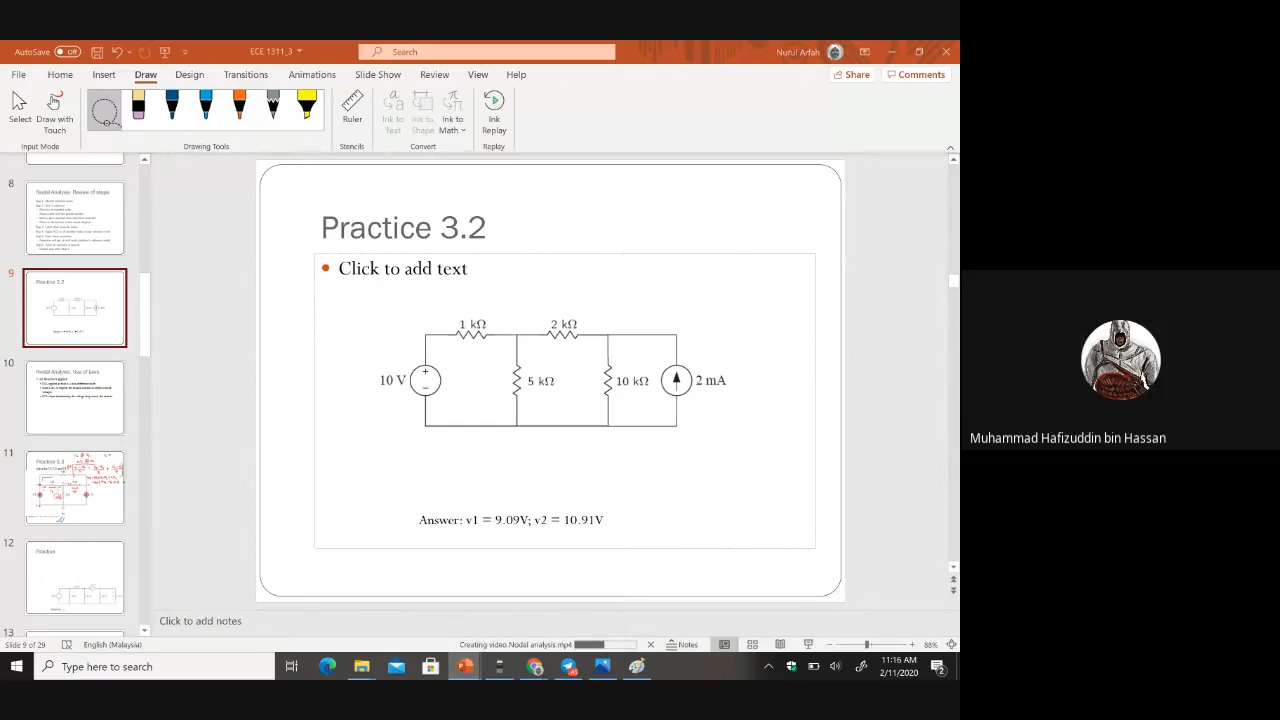 AutoSave Off
ECE 1311_3
Search
Nurul Arfah
File Home Insert Draw Design Transitions Animations Slide Show Review View Help
Share Comments
Select Draw with Touch
Ruler
Ink to Text Ink to Shape Ink to Math
Ink Replay
Input Mode Drawing Tools Stencils Convert Replay
8
Nodal Analysis: Review of steps
9
Practice 3.2
10
Nodal Analysis: Use of laws
11
Practice 3.3
12
Practice
13
Practice 3.2
Click to add text
1 kΩ 2 kΩ
10 V + − 5 kΩ 10 kΩ 2 mA
Answer: v1 = 9.09V; v2 = 10.91V
Click to add notes
Slide 9 of 29 English (Malaysia) Creating video Nodal analysis.mp4 Notes 88%
Type here to search
11:16 AM
2/11/2020
2
Muhammad Hafizuddin bin Hassan